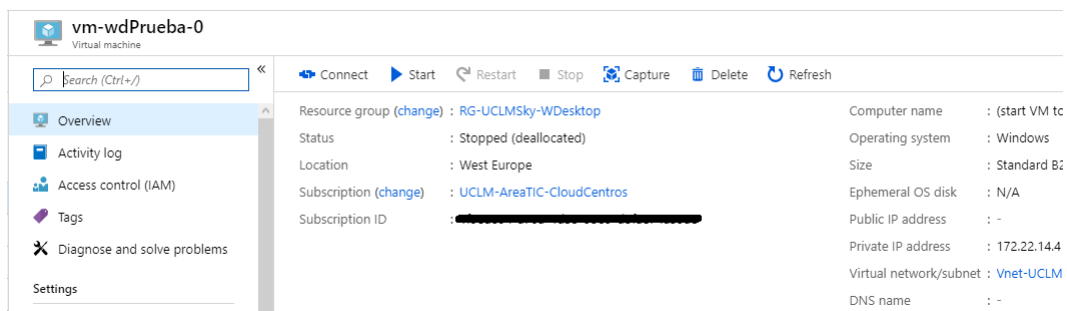 vm-wdPrueba-0
Virtual machine
Search (Ctrl+/)
«
Overview
Activity log
Access control (IAM)
Tags
Diagnose and solve problems
Settings
Connect Start Restart Stop Capture Delete Refresh
Resource group (change) : RG-UCLMSky-WDesktop
Status : Stopped (deallocated)
Location : West Europe
Subscription (change) : UCLM-AreaTIC-CloudCentros
Subscription ID :
Computer name : (start VM to
Operating system : Windows
Size : Standard B2
Ephemeral OS disk : N/A
Public IP address : -
Private IP address : 172.22.14.4
Virtual network/subnet : Vnet-UCLM
DNS name : -